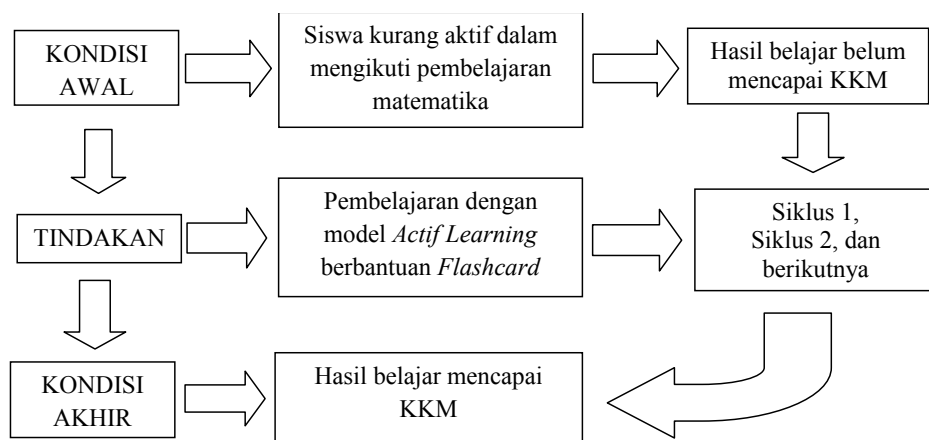 KONDISI
AWAL
Siswa kurang aktif dalam
mengikuti pembelajaran
matematika
Hasil belajar belum
mencapai KKM
TINDAKAN
Pembelajaran dengan
model Actif Learning
berbantuan Flashcard
Siklus 1,
Siklus 2, dan
berikutnya
KONDISI
AKHIR
Hasil belajar mencapai
KKM